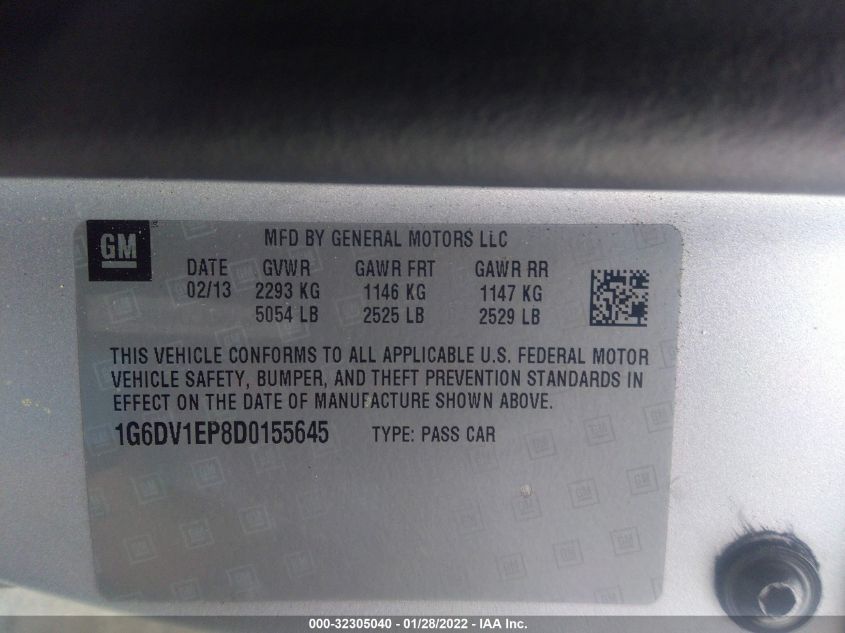 GM
MFD BY GENERAL MOTORS LLC
DATE GVWR GAWR FRT GAWR RR
02/13 2293 KG 1146 KG 1147 KG
5054 LB 2525 LB 2529 LB
THIS VEHICLE CONFORMS TO ALL APPLICABLE U.S. FEDERAL MOTOR
VEHICLE SAFETY, BUMPER, AND THEFT PREVENTION STANDARDS IN
EFFECT ON THE DATE OF MANUFACTURE SHOWN ABOVE.
1G6DV1EP8D0155645 TYPE: PASS CAR
000-32305040 - 01/28/2022 - IAA Inc.